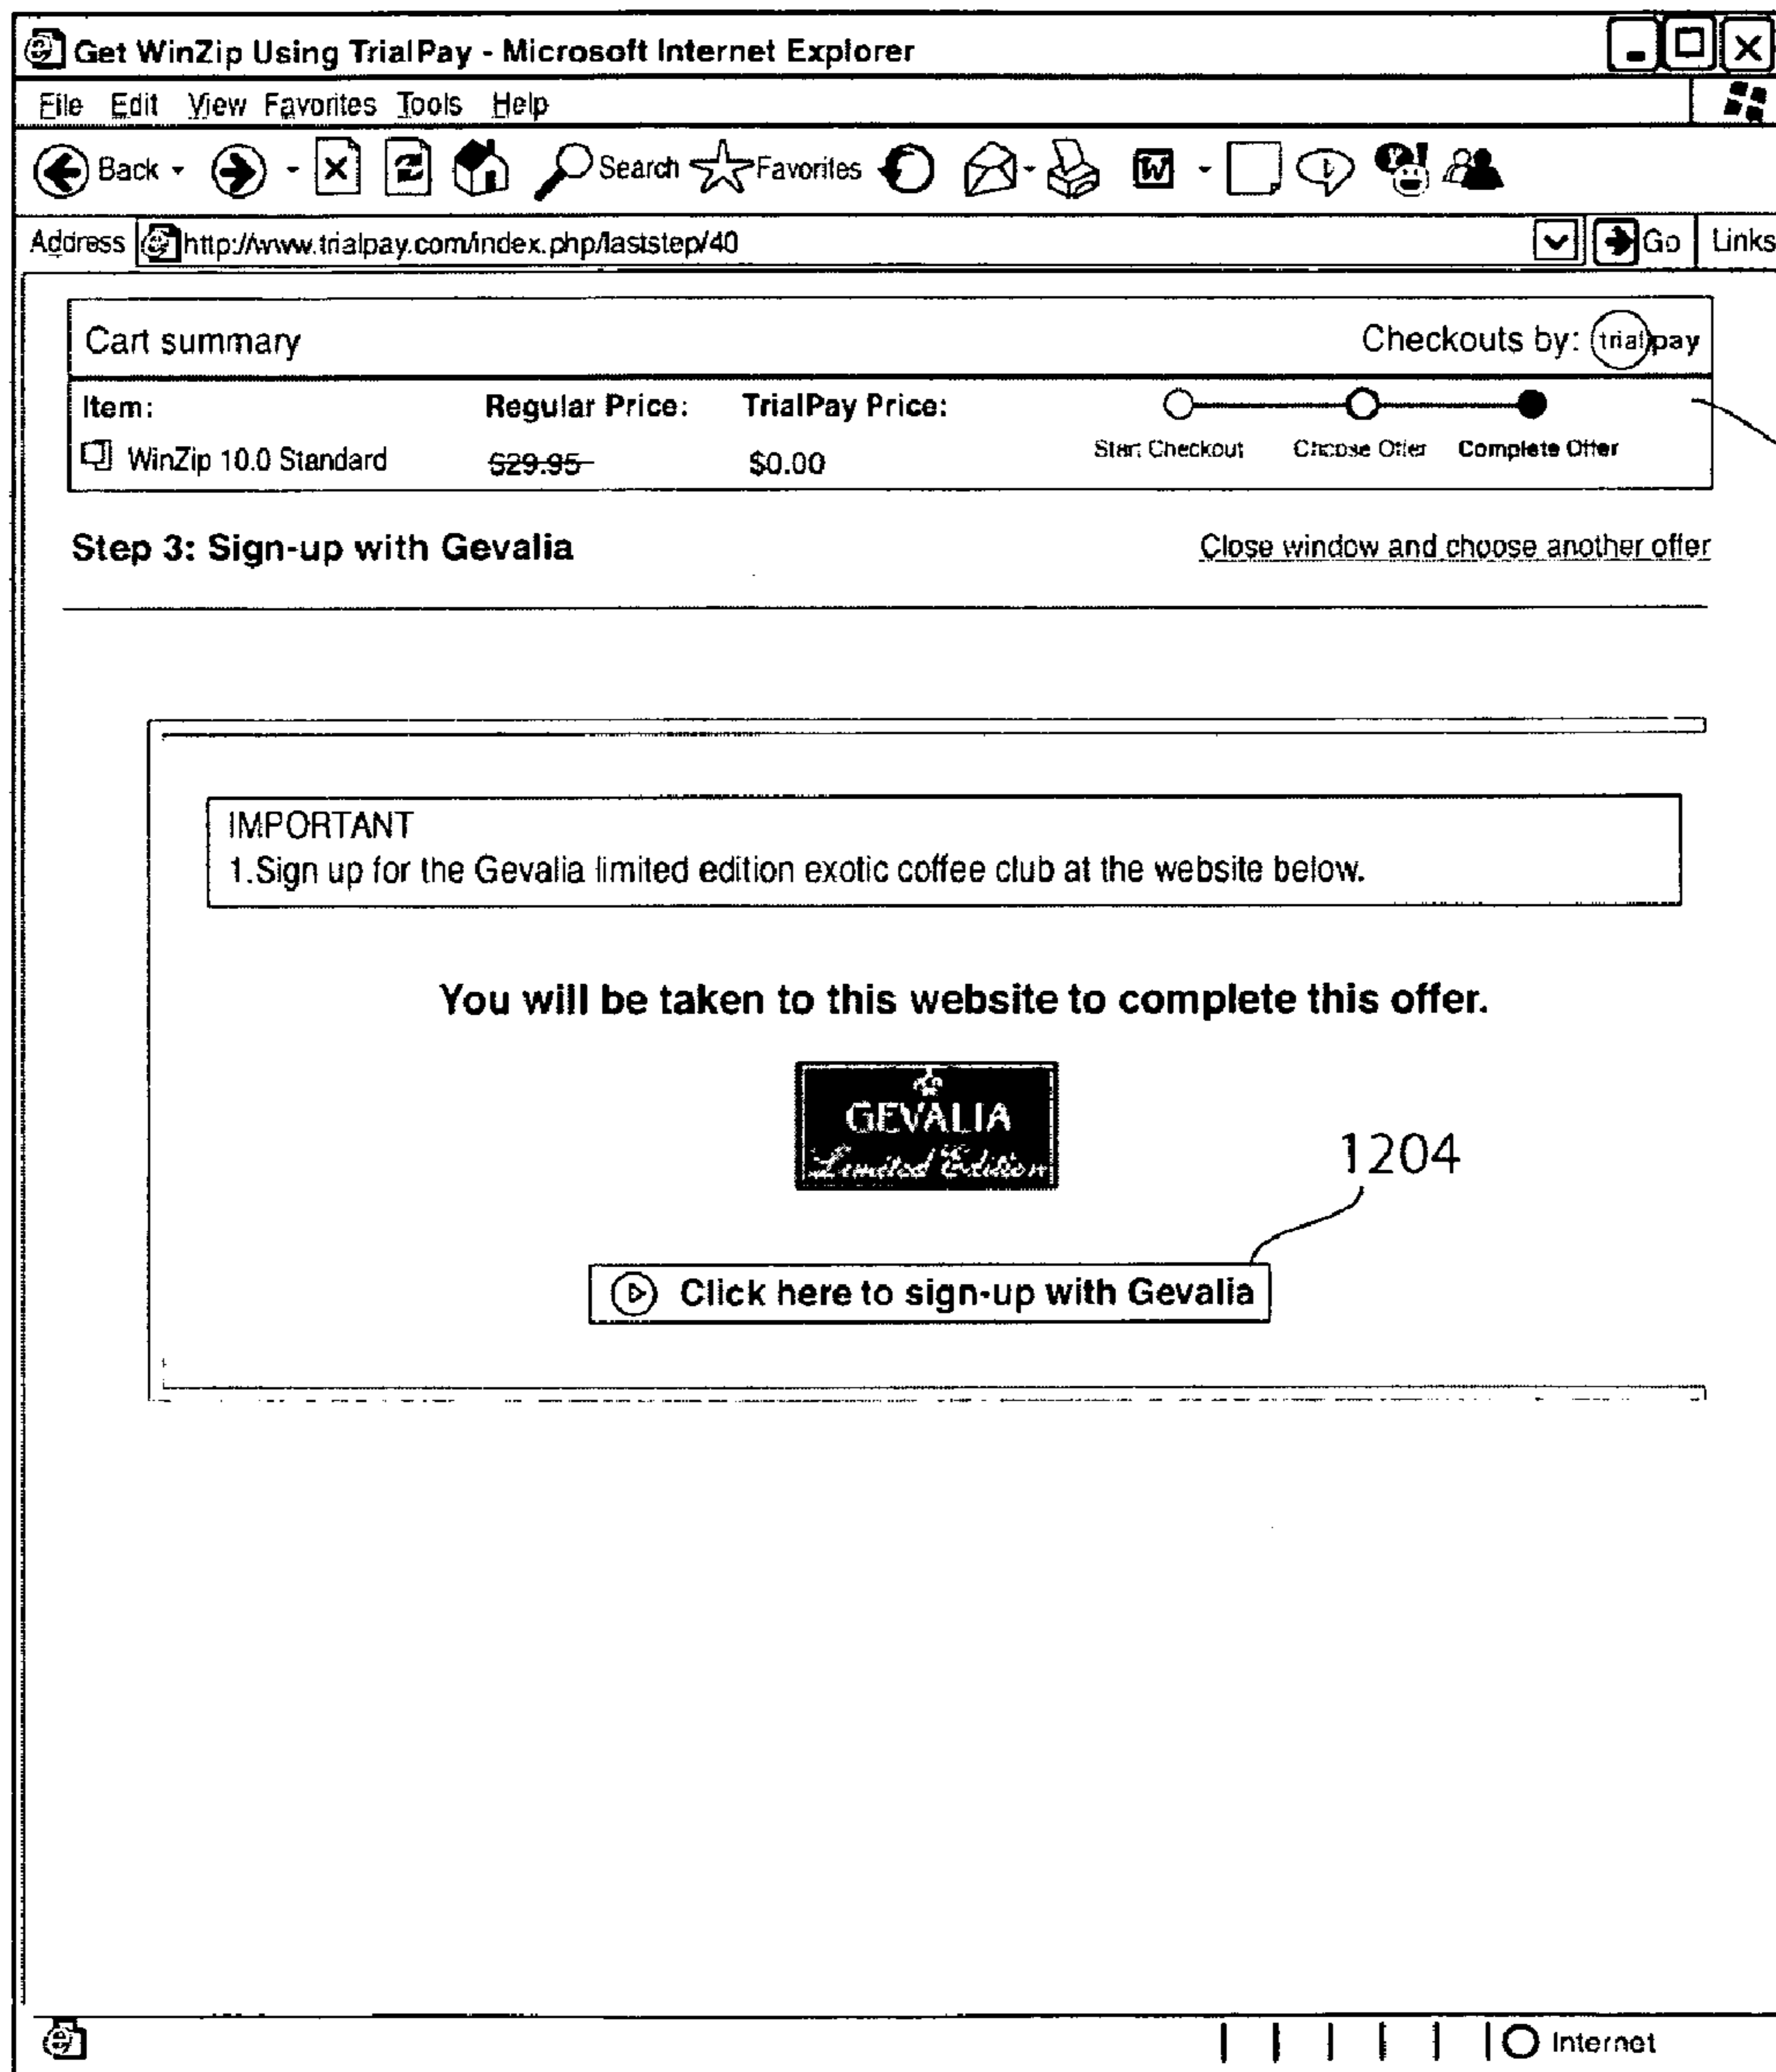 Get WinZip Using TrialPay - Microsoft Internet Explorer
File Edit View Favorites Tools Help
Back Search Favorites W
Address http://www.trialpay.com/index.php/laststep/40 Go Links
Cart summary Checkouts by: trialpay
Item: Regular Price: TrialPay Price:
Start Checkout Choose Offer Complete Offer
WinZip 10.0 Standard $29.95 $0.00
Step 3: Sign-up with Gevalia Close window and choose another offer
IMPORTANT
1.Sign up for the Gevalia limited edition exotic coffee club at the website below.
You will be taken to this website to complete this offer.
GEVALIA
Limited Edition
1204
Click here to sign-up with Gevalia
Internet